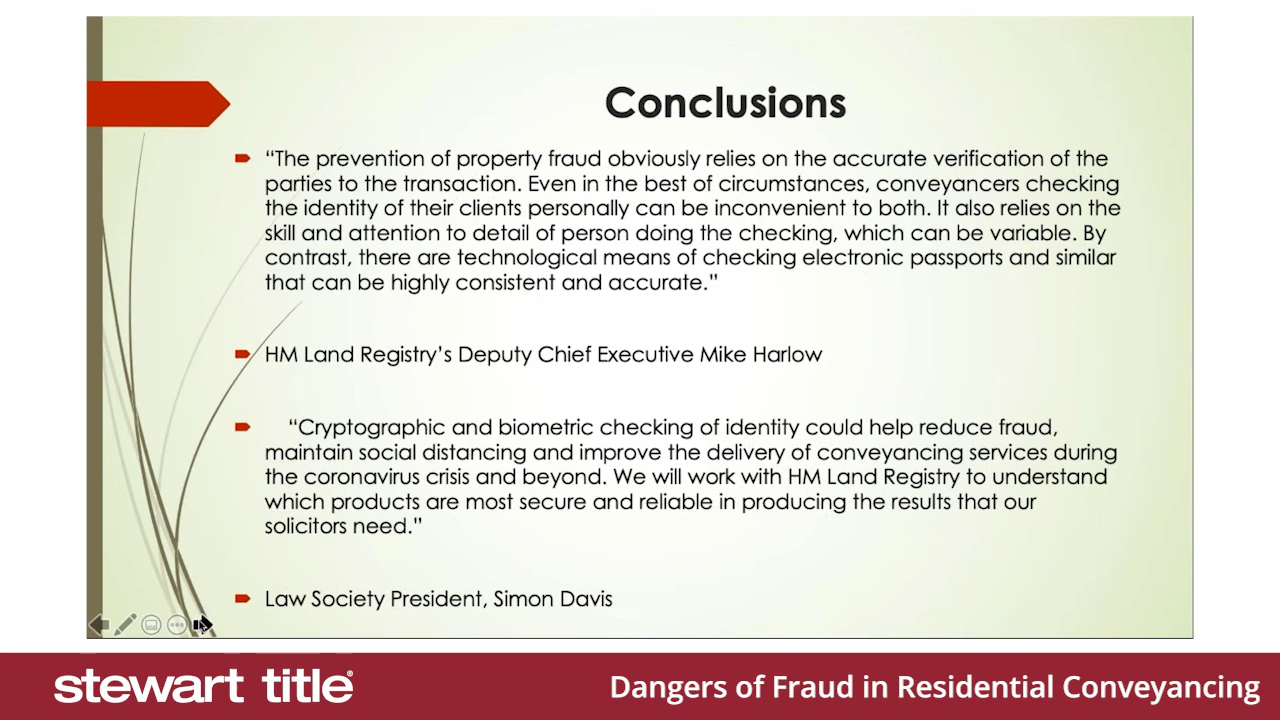 Conclusions
“The prevention of property fraud obviously relies on the accurate verification of the
parties to the transaction. Even in the best of circumstances, conveyancers checking
the identity of their clients personally can be inconvenient to both. It also relies on the
skill and attention to detail of person doing the checking, which can be variable. By
contrast, there are technological means of checking electronic passports and similar
that can be highly consistent and accurate.”
HM Land Registry’s Deputy Chief Executive Mike Harlow
“Cryptographic and biometric checking of identity could help reduce fraud,
maintain social distancing and improve the delivery of conveyancing services during
the coronavirus crisis and beyond. We will work with HM Land Registry to understand
which products are most secure and reliable in producing the results that our
solicitors need.”
Law Society President, Simon Davis
stewart title®
Dangers of Fraud in Residential Conveyancing